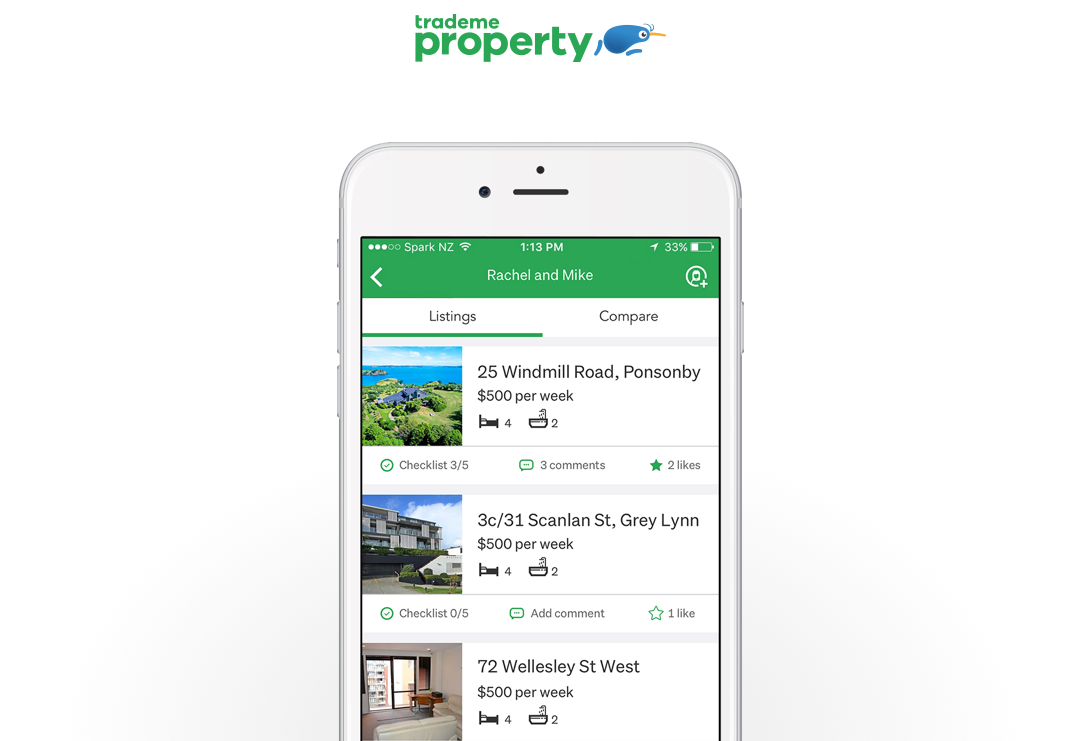 trademe
property
Spark NZ 1:13 PM 33%
Rachel and Mike
Listings Compare
25 Windmill Road, Ponsonby
$500 per week
4 2
Checklist 3/5 3 comments 2 likes
3c/31 Scanlan St, Grey Lynn
$500 per week
4 2
Checklist 0/5 Add comment 1 like
72 Wellesley St West
$500 per week
4 2